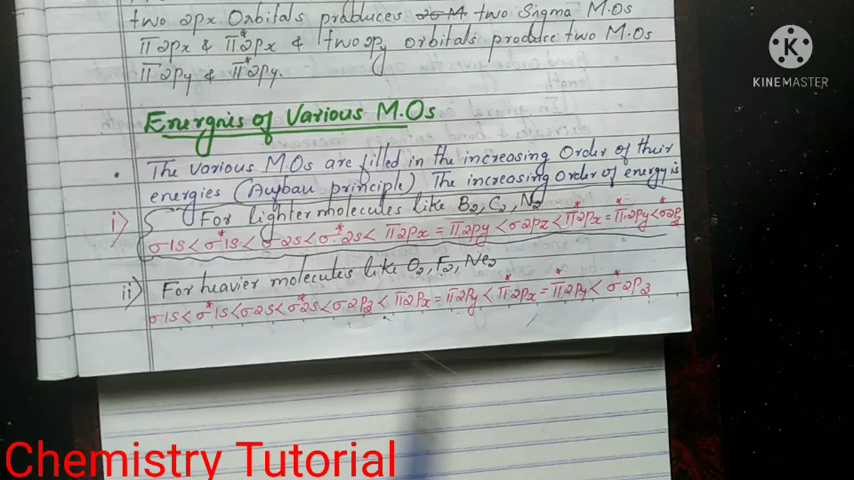 two 2px Orbitals produces 2σ M two Sigma M.Os
π2px & π*2px & two 2py orbitals produce two M.Os
π2py & π*2py.
K
KINEMASTER
Energies of Various M.Os
• The various M.Os are filled in the increasing Order of their
energies (Aufbau principle) The increasing order of energy is
i) For lighter molecules like B2, C2, N2
σ1s < σ*1s < σ2s < σ*2s < π2px = π2py < σ2pz < π*2px = π*2py < σ*2pz
ii) For heavier molecules like O2, F2, Ne2
σ1s < σ*1s < σ2s < σ*2s < σ2pz < π2px = π2py < π*2px = π*2py < σ*2pz
Chemistry Tutorial